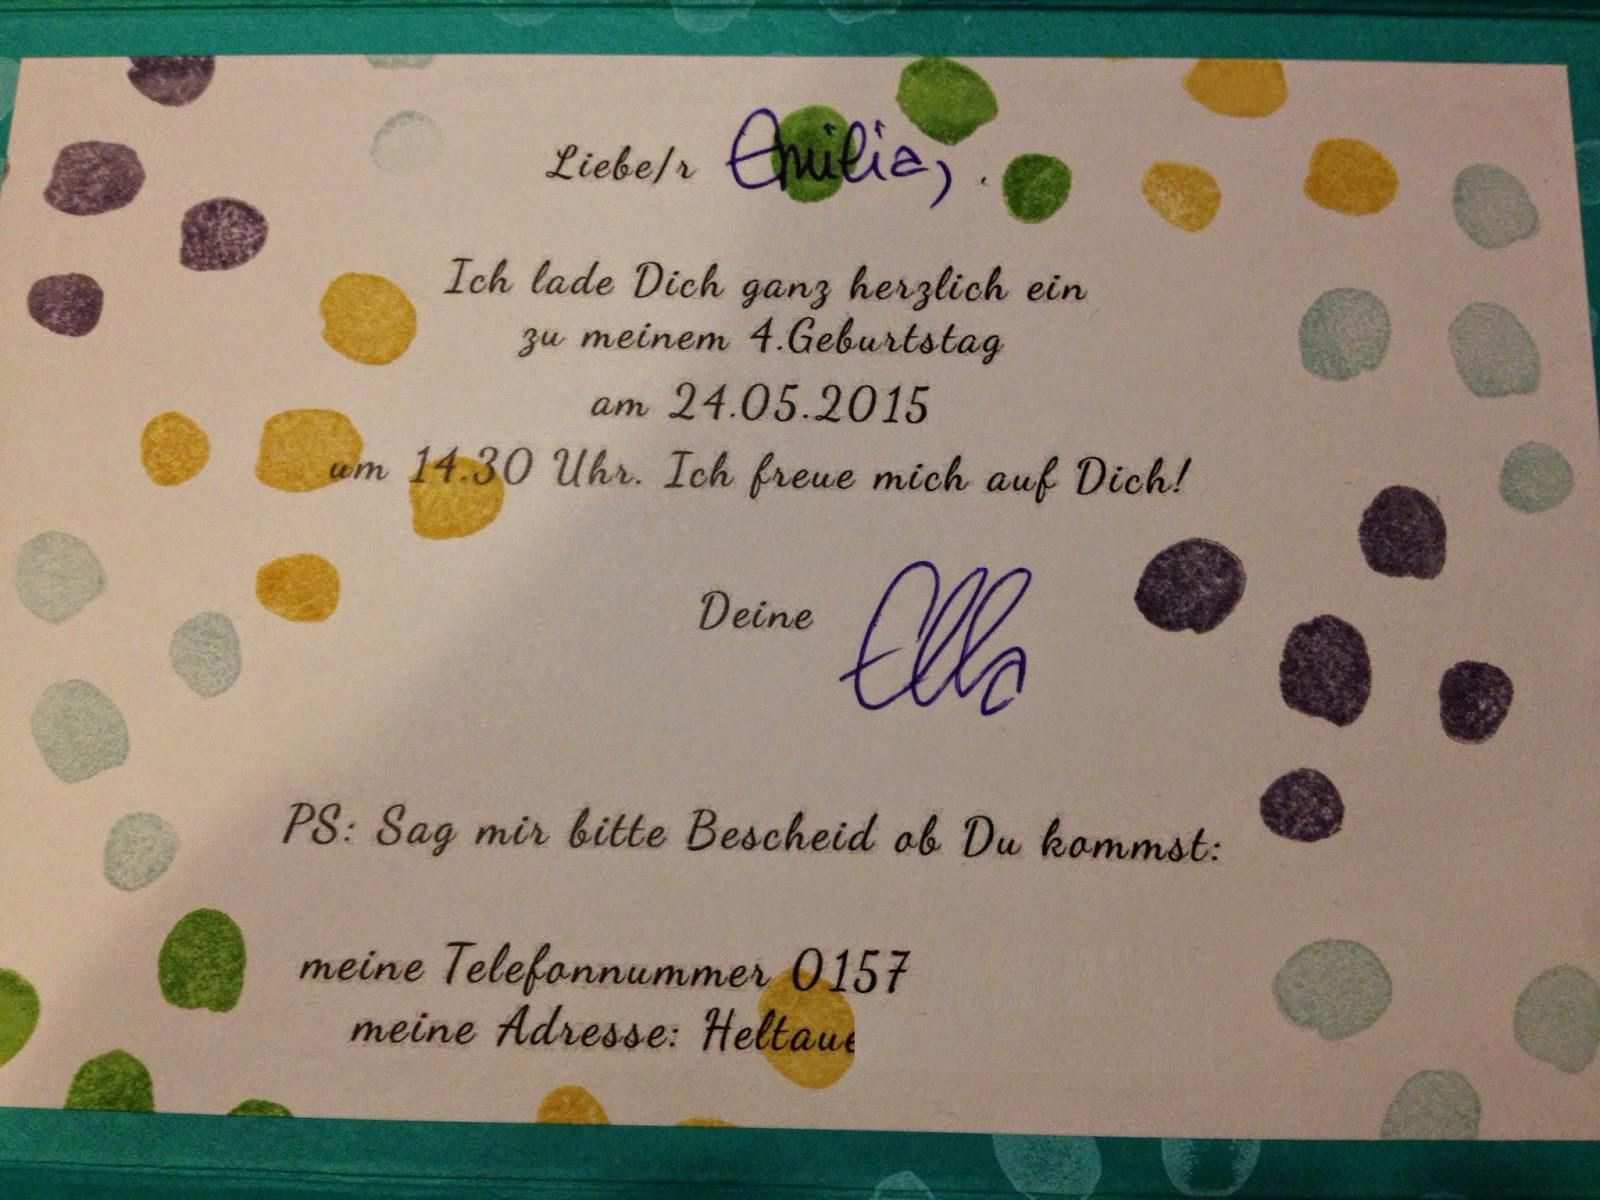 Liebe/r Emilia,
Ich lade Dich ganz herzlich ein
zu meinem 4.Geburtstag
am 24.05.2015
um 14.30 Uhr. Ich freue mich auf Dich!
Deine Ella
PS: Sag mir bitte Bescheid ob Du kommst:
meine Telefonnummer 0157
meine Adresse: Heltaue